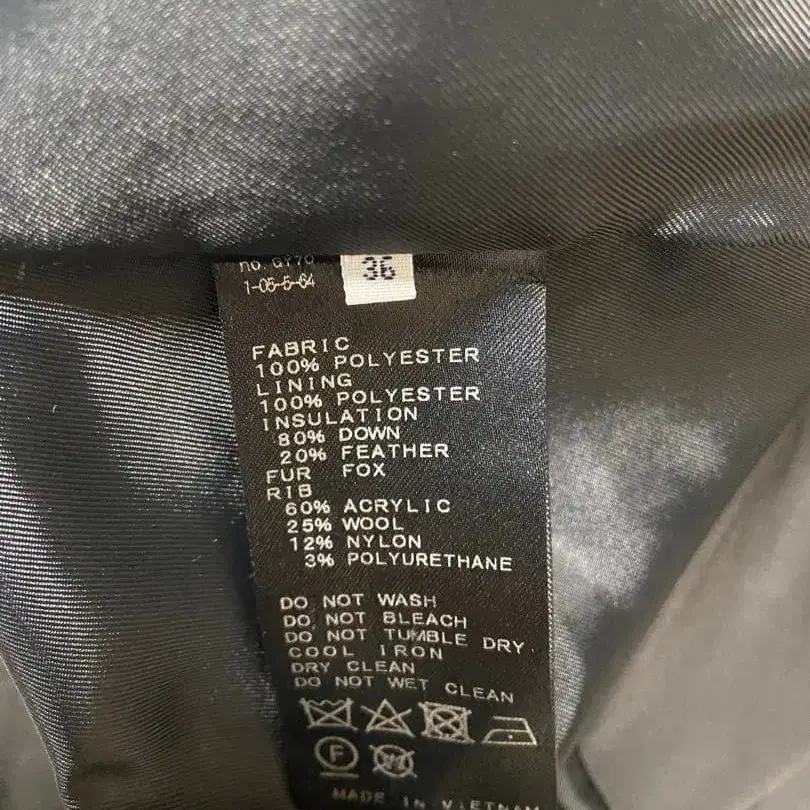 no. GY70
36
1-05-5-64
FABRIC
100% POLYESTER
LINING
100% POLYESTER
INSULATION
80% DOWN
20% FEATHER
FUR FOX
RIB
60% ACRYLIC
25% WOOL
12% NYLON
3% POLYURETHANE
DO NOT WASH
DO NOT BLEACH
DO NOT TUMBLE DRY
COOL IRON
DRY CLEAN
DO NOT WET CLEAN
F W
MADE IN VIETNAM